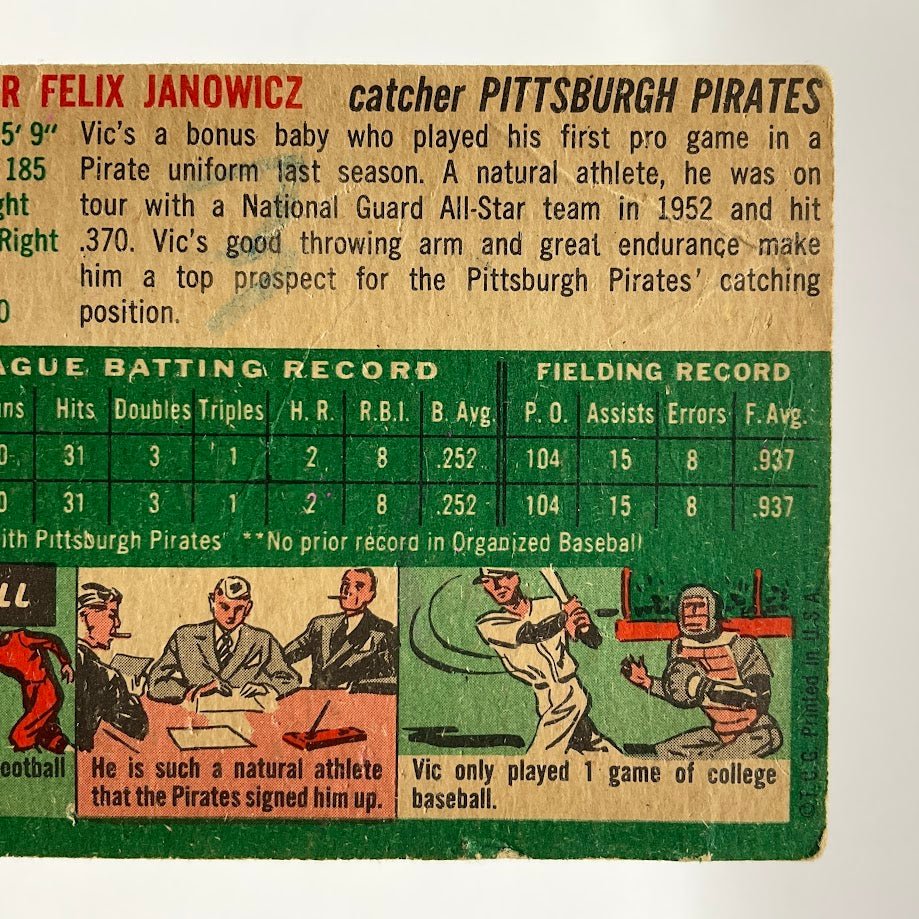 R FELIX JANOWICZ catcher PITTSBURGH PIRATES
5' 9"
185
ght
Right
0
Vic's a bonus baby who played his first pro game in a
Pirate uniform last season. A natural athlete, he was on
tour with a National Guard All-Star team in 1952 and hit
.370. Vic's good throwing arm and great endurance make
him a top prospect for the Pittsburgh Pirates' catching
position.
AGUE BATTING RECORD FIELDING RECORD
ns Hits Doubles Triples H. R. R.B.I. B. Avg. P. O. Assists Errors F. Avg.
0 31 3 1 2 8 .252 104 15 8 .937
0 31 3 1 2 8 .252 104 15 8 .937
ith Pittsburgh Pirates **No prior record in Organized Baseball
LL
ootball
He is such a natural athlete
that the Pirates signed him up.
Vic only played 1 game of college
baseball.
©T.C.G. Printed in U.S.A.